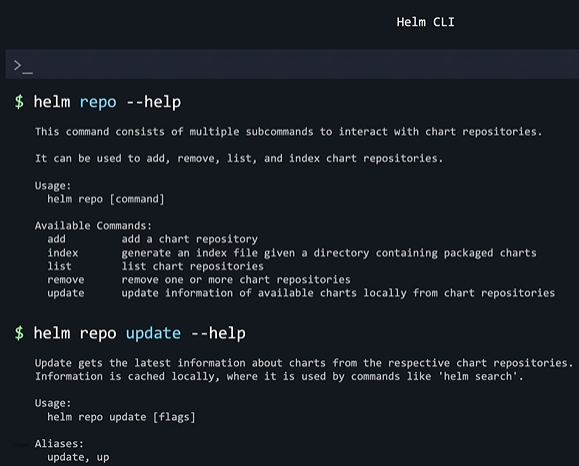 Helm CLI
>_
$ helm repo --help
This command consists of multiple subcommands to interact with chart repositories.
It can be used to add, remove, list, and index chart repositories.
Usage:
helm repo [command]
Available Commands:
add add a chart repository
index generate an index file given a directory containing packaged charts
list list chart repositories
remove remove one or more chart repositories
update update information of available charts locally from chart repositories
$ helm repo update --help
Update gets the latest information about charts from the respective chart repositories.
Information is cached locally, where it is used by commands like 'helm search'.
Usage:
helm repo update [flags]
Aliases:
update, up